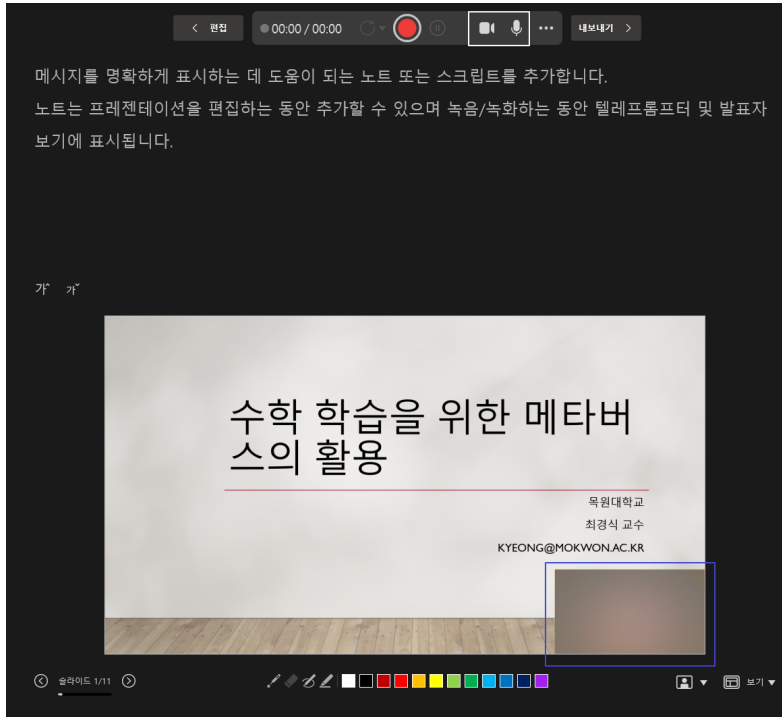 편집
00:00 / 00:00
내보내기
메시지를 명확하게 표시하는 데 도움이 되는 노트 또는 스크립트를 추가합니다.
노트는 프레젠테이션을 편집하는 동안 추가할 수 있으며 녹음/녹화하는 동안 텔레프롬프터 및 발표자
보기에 표시됩니다.
가ˆ 가ˇ
수학 학습을 위한 메타버
스의 활용
목원대학교
최경식 교수
KYEONG@MOKWON.AC.KR
슬라이드 1/11
보기